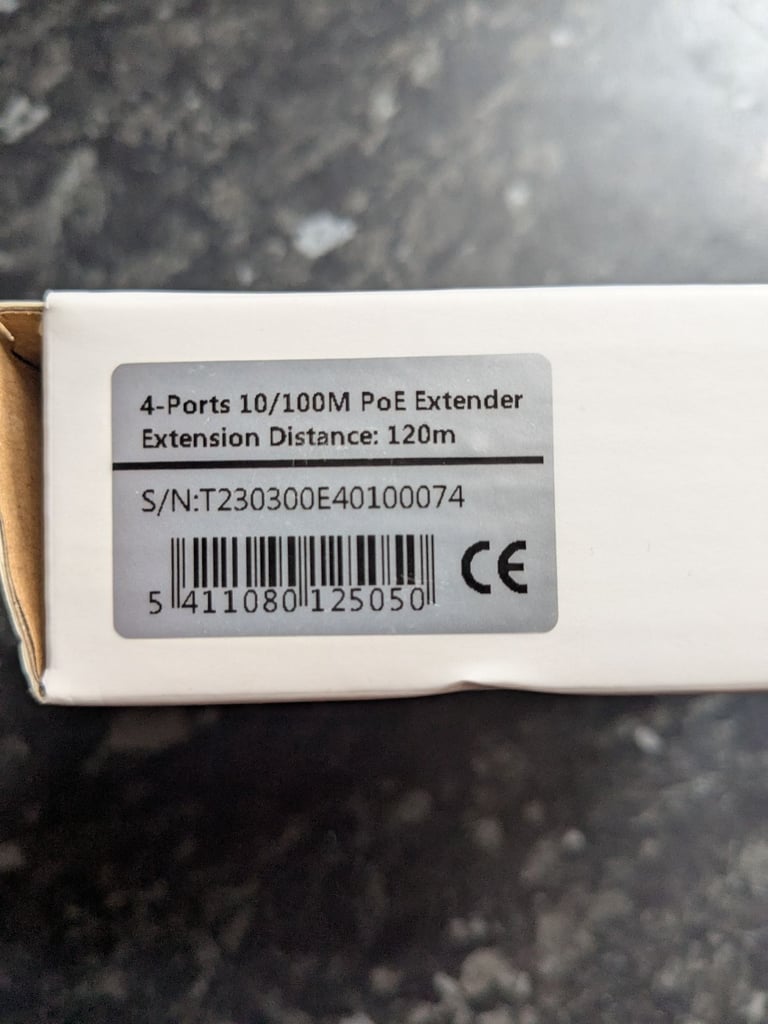 4-Ports 10/100M PoE Extender
Extension Distance: 120m
S/N:T230300E40100074
5 411080 125050
CE